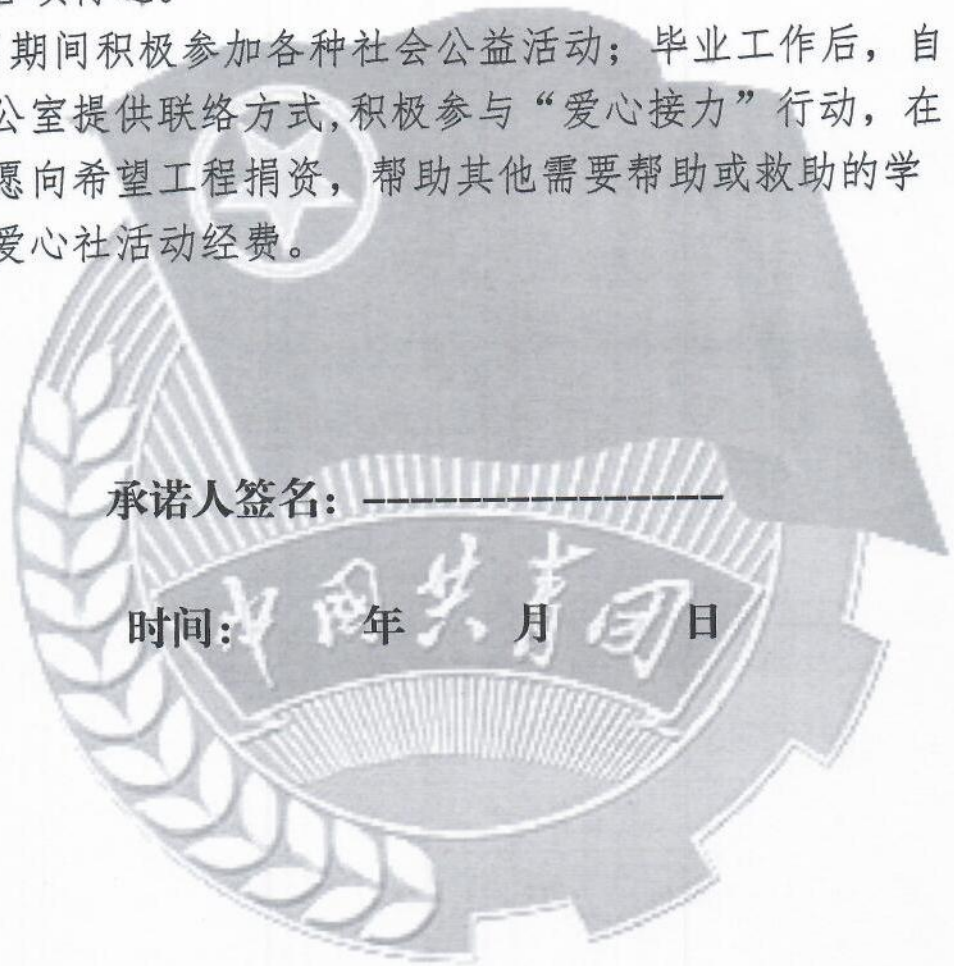 期间积极参加各种社会公益活动；毕业工作后，自
公室提供联络方式,积极参与“爱心接力”行动，在
愿向希望工程捐资，帮助其他需要帮助或救助的学
爱心社活动经费。
承诺人签名：---------------
时间： 年 月 日
中国共青团